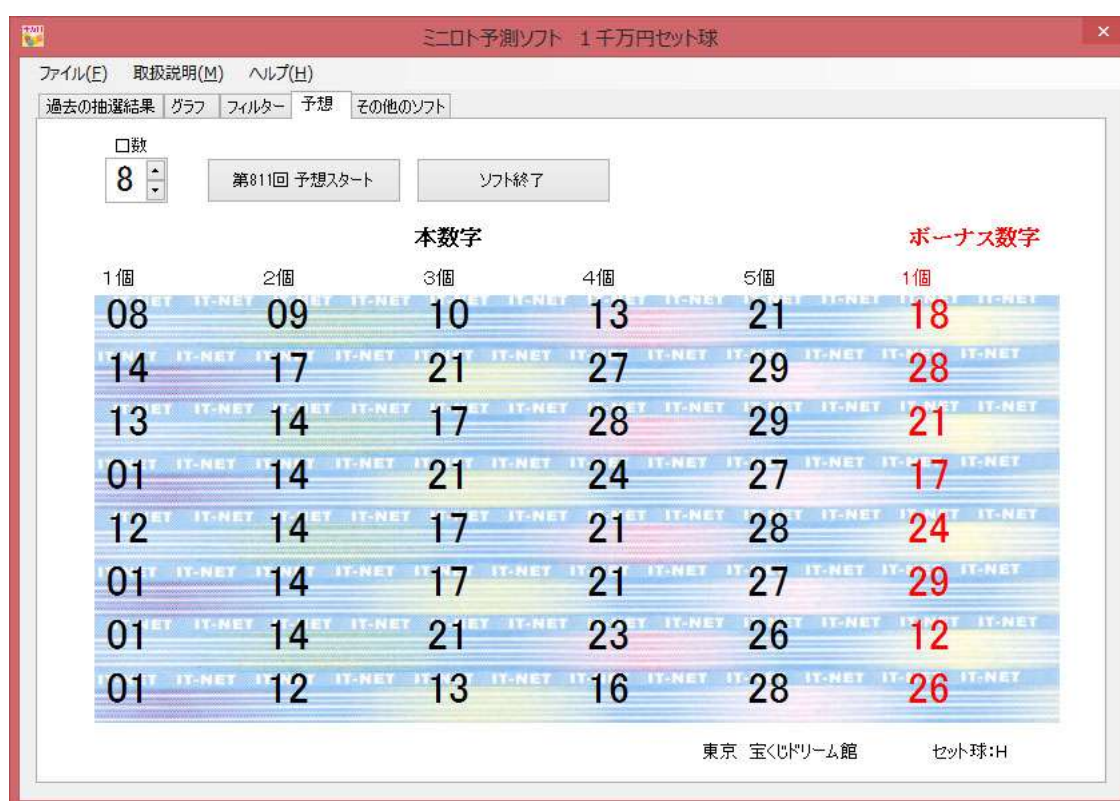 ミニロト予測ソフト １千万円セット球
×
ファイル(F) 取扱説明(M) ヘルプ(H)
過去の抽選結果 グラフ フィルター 予想 その他のソフト
口数
8 第811回 予想スタート ソフト終了
本数字 ボーナス数字
1個 2個 3個 4個 5個 1個
08 09 10 13 21 18
14 17 21 27 29 28
13 14 17 28 29 21
01 14 21 24 27 17
12 14 17 21 28 24
01 14 17 21 27 29
01 14 21 23 26 12
01 12 13 16 28 26
東京 宝くじドリーム館 セット球:H